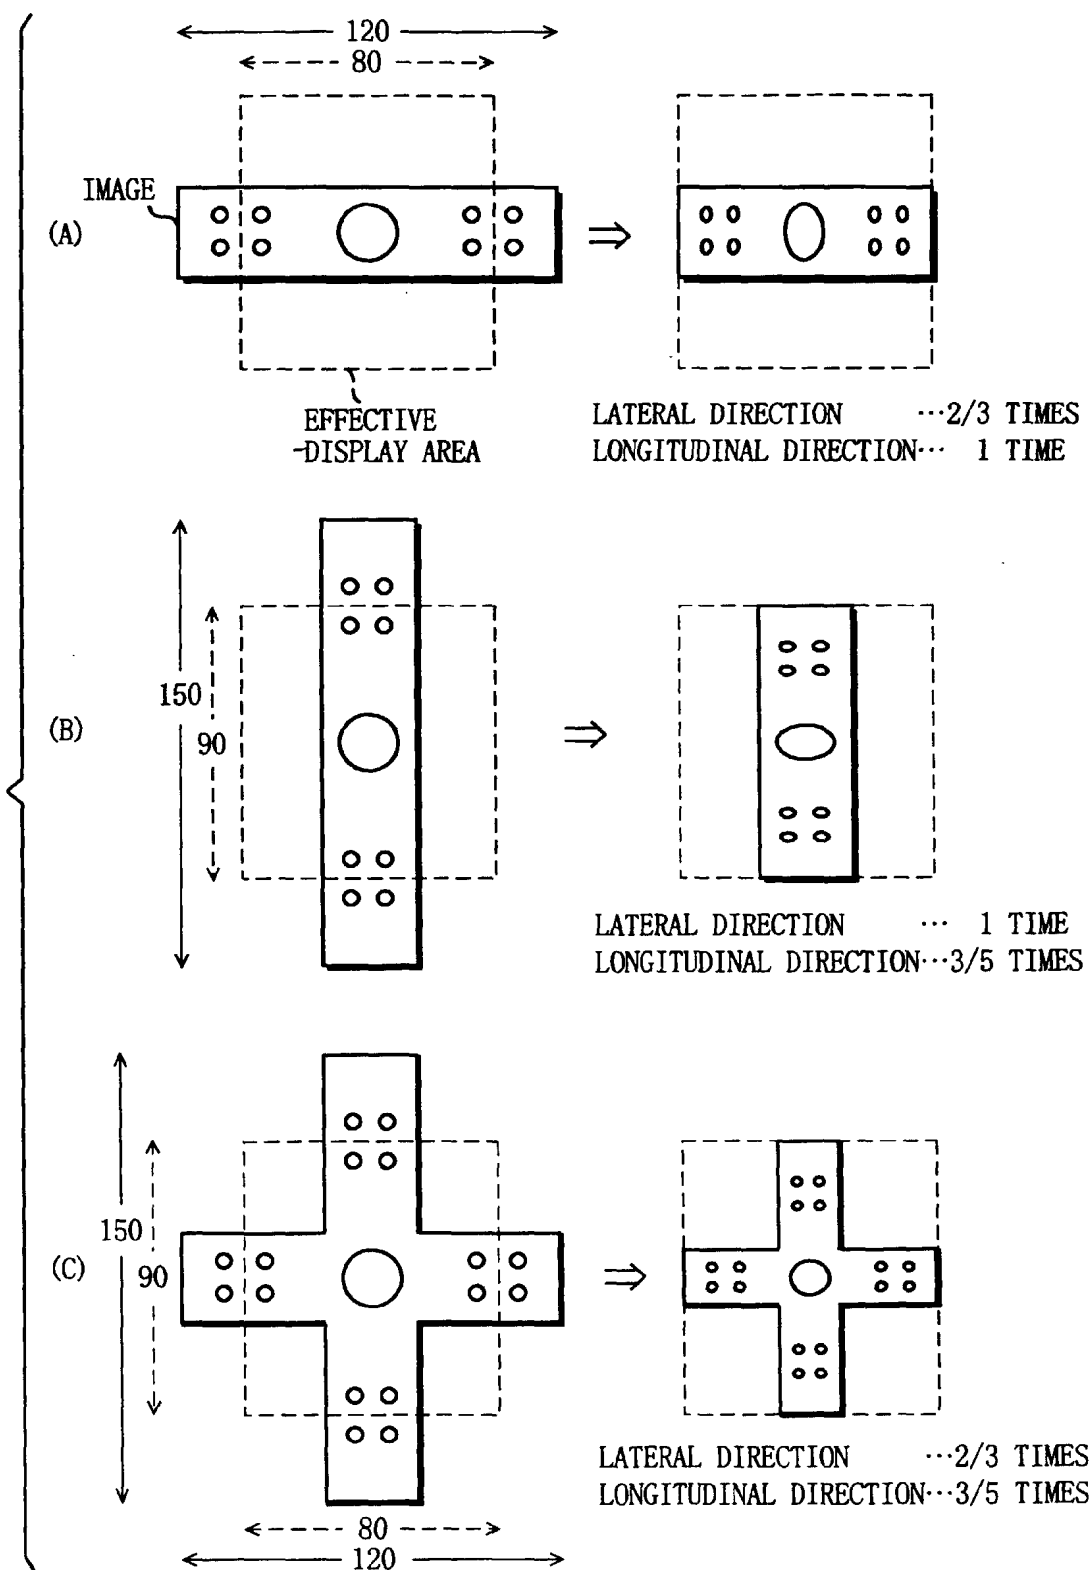 120
80
IMAGE
(A)
⇒
EFFECTIVE
DISPLAY AREA
LATERAL DIRECTION ···2/3 TIMES
LONGITUDINAL DIRECTION··· 1 TIME
150
90
(B)
⇒
LATERAL DIRECTION ··· 1 TIME
LONGITUDINAL DIRECTION···3/5 TIMES
150
90
(C)
⇒
LATERAL DIRECTION ···2/3 TIMES
LONGITUDINAL DIRECTION···3/5 TIMES
80
120